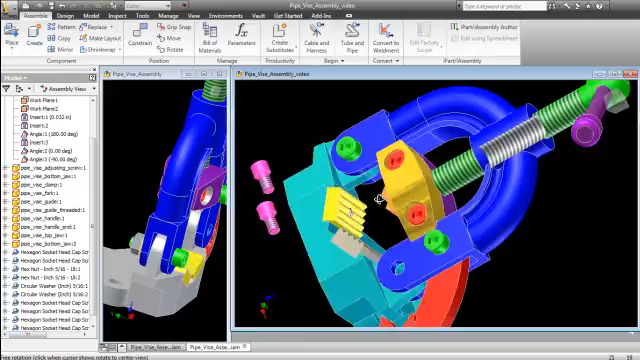 Pipe_Vise_Assembly_video
Type a keyword or phrase
Assemble Design Model Inspect Tools Manage View Environments Vault Get Started Add-Ins
Place
Create
Pattern
Copy
Mirror
Replace
Make Layout
Shrinkwrap
Constrain
Grip Snap
Move
Rotate
Bill of Materials
Parameters
Create Substitutes
Cable and Harness
Tube and Pipe
Convert to Weldment
Edit Factory Scope
iPart/iAssembly Author
Edit using Spreadsheet
Component Position Manage Productivity Begin Convert iPart/iAssembly
Model
Assembly View
Work Plane1
Work Plane2
Insert:1 (0.032 in)
Insert:2
Angle:1 (180.00 deg)
Insert:3
Angle:2 (0.00 deg)
Angle:3 (-90.00 deg)
pipe_vise_adjusting_screw:1
pipe_vise_bottom_jaw:1
pipe_vise_clamp:1
pipe_vise_fork:1
pipe_vise_guide:1
pipe_vise_guide_threaded:1
pipe_vise_handle:1
pipe_vise_handle_end:1
pipe_vise_top_jaw:1
pipe_vise_bottom_jaw:2
Hexagon Socket Head Cap Scr
Hexagon Socket Head Cap Scr
Hex Nut - Inch 5/16 - 18:1
Hex Nut - Inch 5/16 - 18:2
Circular Washer (Inch) 5/16:1
Circular Washer (Inch) 5/16:2
Hexagon Socket Head Cap Scr
Hexagon Socket Head Cap Scr
Pipe_Vise_Assembly
Pipe_Vise_Assembly_video
Pipe_Vise_Asse...ly.iam
Pipe_Vise_Asse....iam
Free rotation (click when cursor shows rotate to center view)
21
19